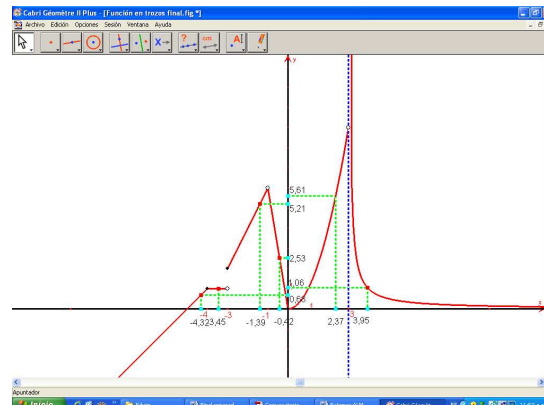 Cabri Géomètre II Plus - [Función en trozos final.fig *]
Archivo Edición Opciones Sesión Ventana Ayuda
A
?
cm
X
y
5,61
5,21
2,53
1,06
0,68
x
-4 -3 -1 1 3
-4,32 3,45 -1,39 -0,42 2,37 3,95
Apuntador
Inicio